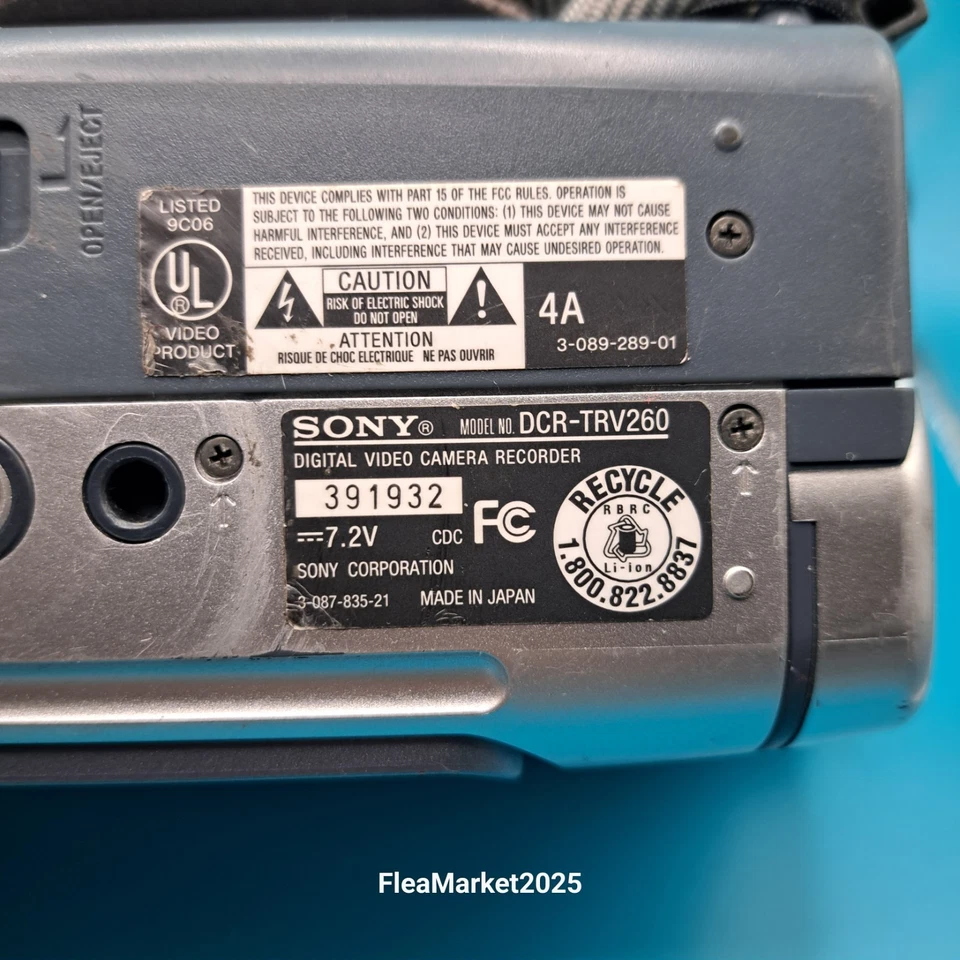 OPEN/EJECT
LISTED
9C06
UL
®
VIDEO
PRODUCT
THIS DEVICE COMPLIES WITH PART 15 OF THE FCC RULES. OPERATION IS
SUBJECT TO THE FOLLOWING TWO CONDITIONS: (1) THIS DEVICE MAY NOT CAUSE
HARMFUL INTERFERENCE, AND (2) THIS DEVICE MUST ACCEPT ANY INTERFERENCE
RECEIVED, INCLUDING INTERFERENCE THAT MAY CAUSE UNDESIRED OPERATION.
CAUTION
RISK OF ELECTRIC SHOCK
DO NOT OPEN
ATTENTION
RISQUE DE CHOC ELECTRIQUE NE PAS OUVRIR
4A
3-089-289-01
SONY® MODEL NO. DCR-TRV260
DIGITAL VIDEO CAMERA RECORDER
391932
7.2V CDC FC
SONY CORPORATION
3-087-835-21 MADE IN JAPAN
RECYCLE
RBRC
Li-ion
1.800.822.8837
FleaMarket2025